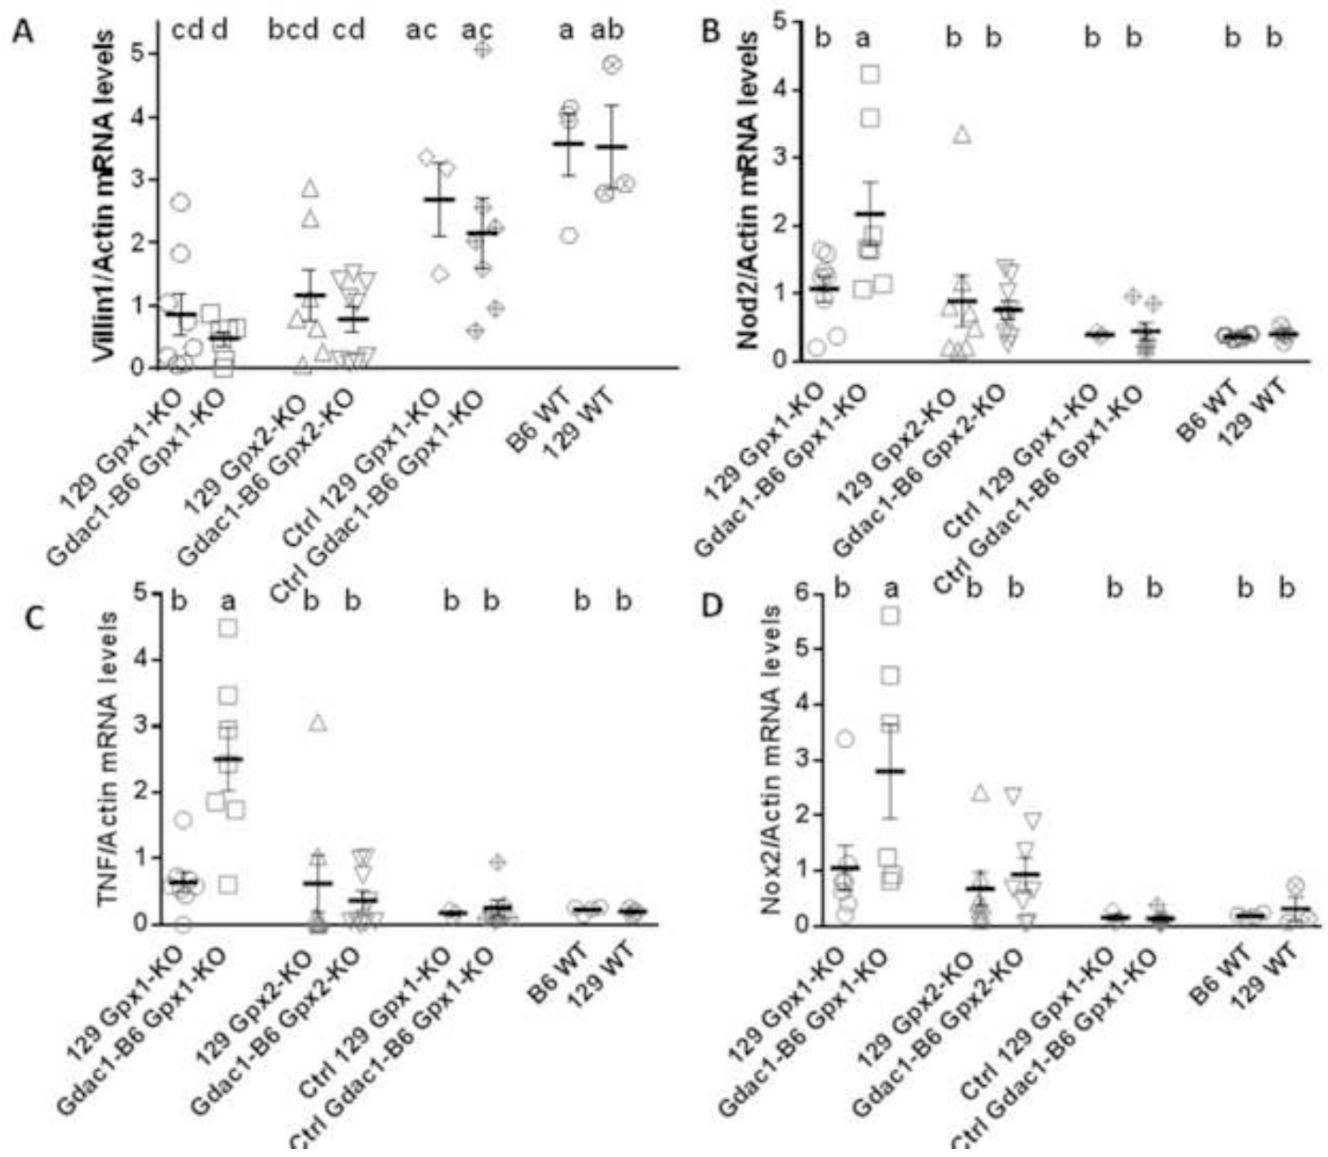 A
cd d bcd cd ac ac a ab
Villin1/Actin mRNA levels
5
4
3
2
1
0
129 Gpx1-KO
Gdac1-B6 Gpx1-KO
129 Gpx2-KO
Gdac1-B6 Gpx2-KO
Ctrl 129 Gpx1-KO
Ctrl Gdac1-B6 Gpx1-KO
B6 WT
129 WT
B
b a b b b b b b
Nod2/Actin mRNA levels
5
4
3
2
1
0
129 Gpx1-KO
Gdac1-B6 Gpx1-KO
129 Gpx2-KO
Gdac1-B6 Gpx2-KO
Ctrl 129 Gpx1-KO
Ctrl Gdac1-B6 Gpx1-KO
B6 WT
129 WT
C
b a b b b b b b
TNF/Actin mRNA levels
5
4
3
2
1
0
129 Gpx1-KO
Gdac1-B6 Gpx1-KO
129 Gpx2-KO
Gdac1-B6 Gpx2-KO
Ctrl 129 Gpx1-KO
Ctrl Gdac1-B6 Gpx1-KO
B6 WT
129 WT
D
b a b b b b b b
Nox2/Actin mRNA levels
6
5
4
3
2
1
0
129 Gpx1-KO
Gdac1-B6 Gpx1-KO
129 Gpx2-KO
Gdac1-B6 Gpx2-KO
Ctrl 129 Gpx1-KO
Ctrl Gdac1-B6 Gpx1-KO
B6 WT
129 WT